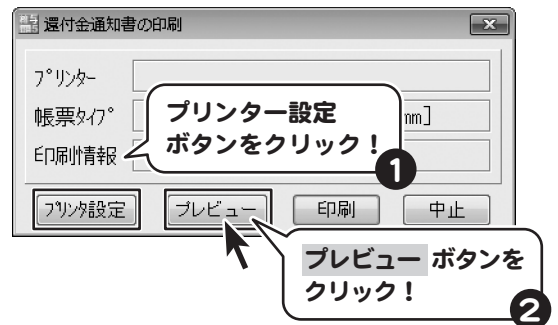 還付金通知書の印刷
プリンター
帳票タイプ
mm]
印刷情報
プリンター設定
ボタンをクリック！
1
プリンタ設定
プレビュー
印刷
中止
プレビュー ボタンを
クリック！
2